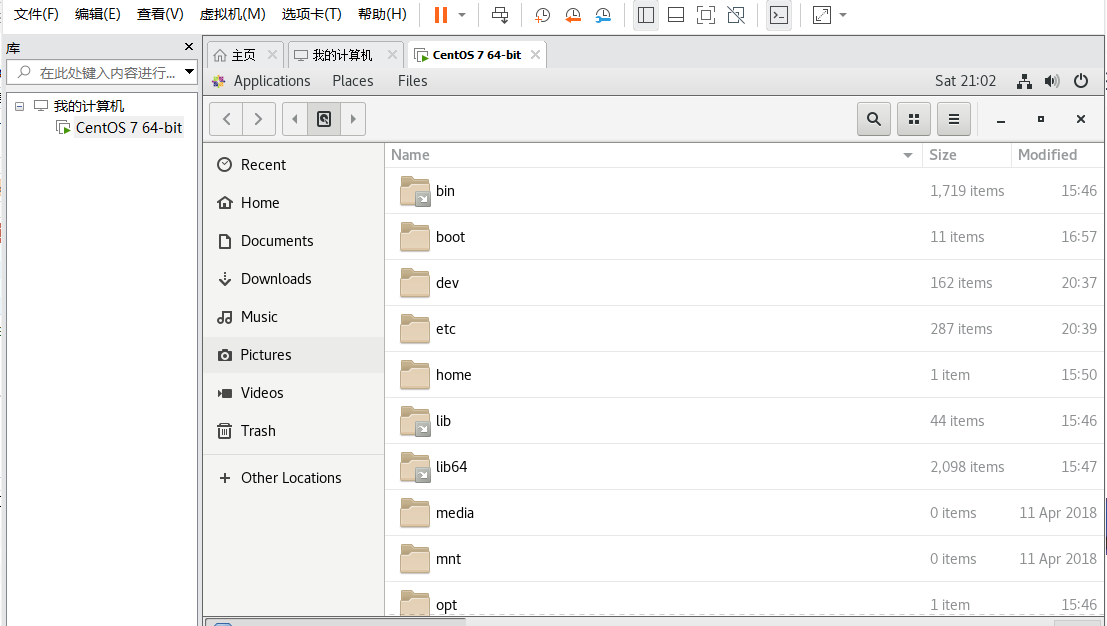 文件(F) 编辑(E) 查看(V) 虚拟机(M) 选项卡(T) 帮助(H)
库
在此处键入内容进行...
我的计算机
CentOS 7 64-bit
主页 我的计算机 CentOS 7 64-bit
Applications Places Files Sat 21:02
Recent
Home
Documents
Downloads
Music
Pictures
Videos
Trash
Other Locations
Name Size Modified
bin 1,719 items 15:46
boot 11 items 16:57
dev 162 items 20:37
etc 287 items 20:39
home 1 item 15:50
lib 44 items 15:46
lib64 2,098 items 15:47
media 0 items 11 Apr 2018
mnt 0 items 11 Apr 2018
opt 1 item 15:46